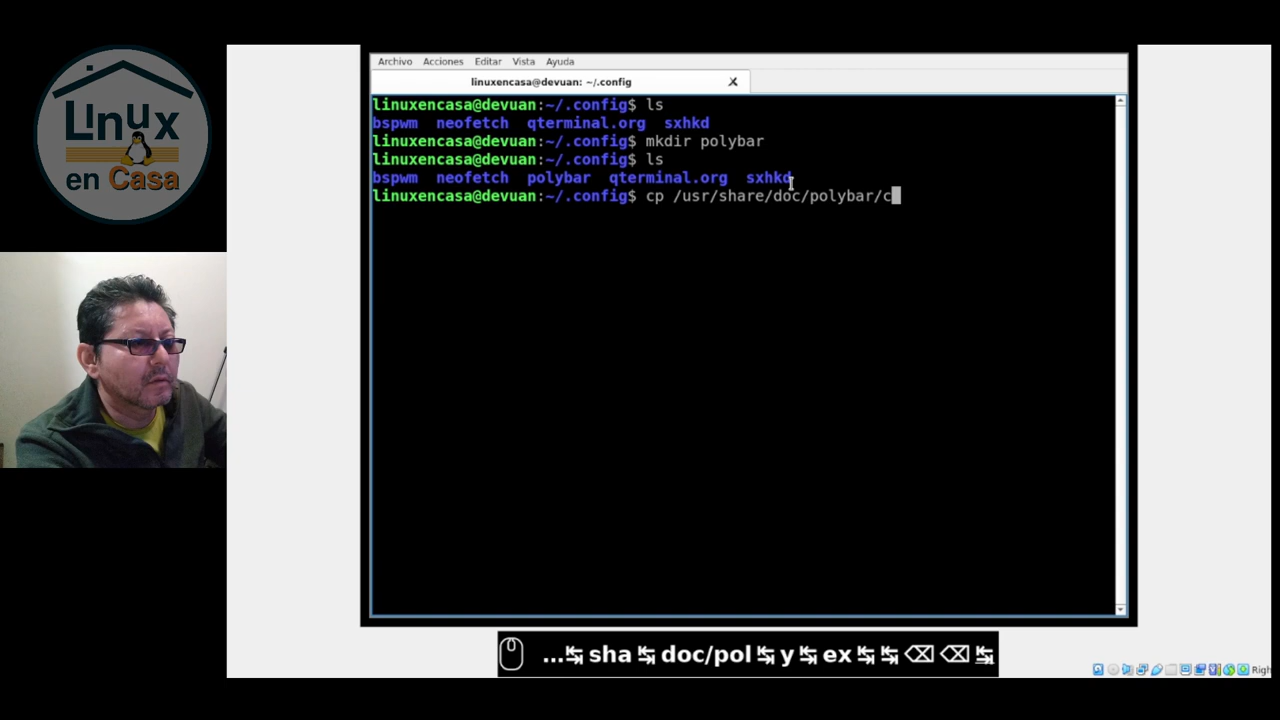 Linux
en Casa
Archivo Acciones Editar Vista Ayuda
linuxencasa@devuan: ~/.config
linuxencasa@devuan:~/.config$ ls
bspwm neofetch qterminal.org sxhkd
linuxencasa@devuan:~/.config$ mkdir polybar
linuxencasa@devuan:~/.config$ ls
bspwm neofetch polybar qterminal.org sxhkd
linuxencasa@devuan:~/.config$ cp /usr/share/doc/polybar/c
...↹ sha ↹ doc/pol ↹ y ↹ ex ↹ ↹ ⌫ ⌫ ↹
Righ